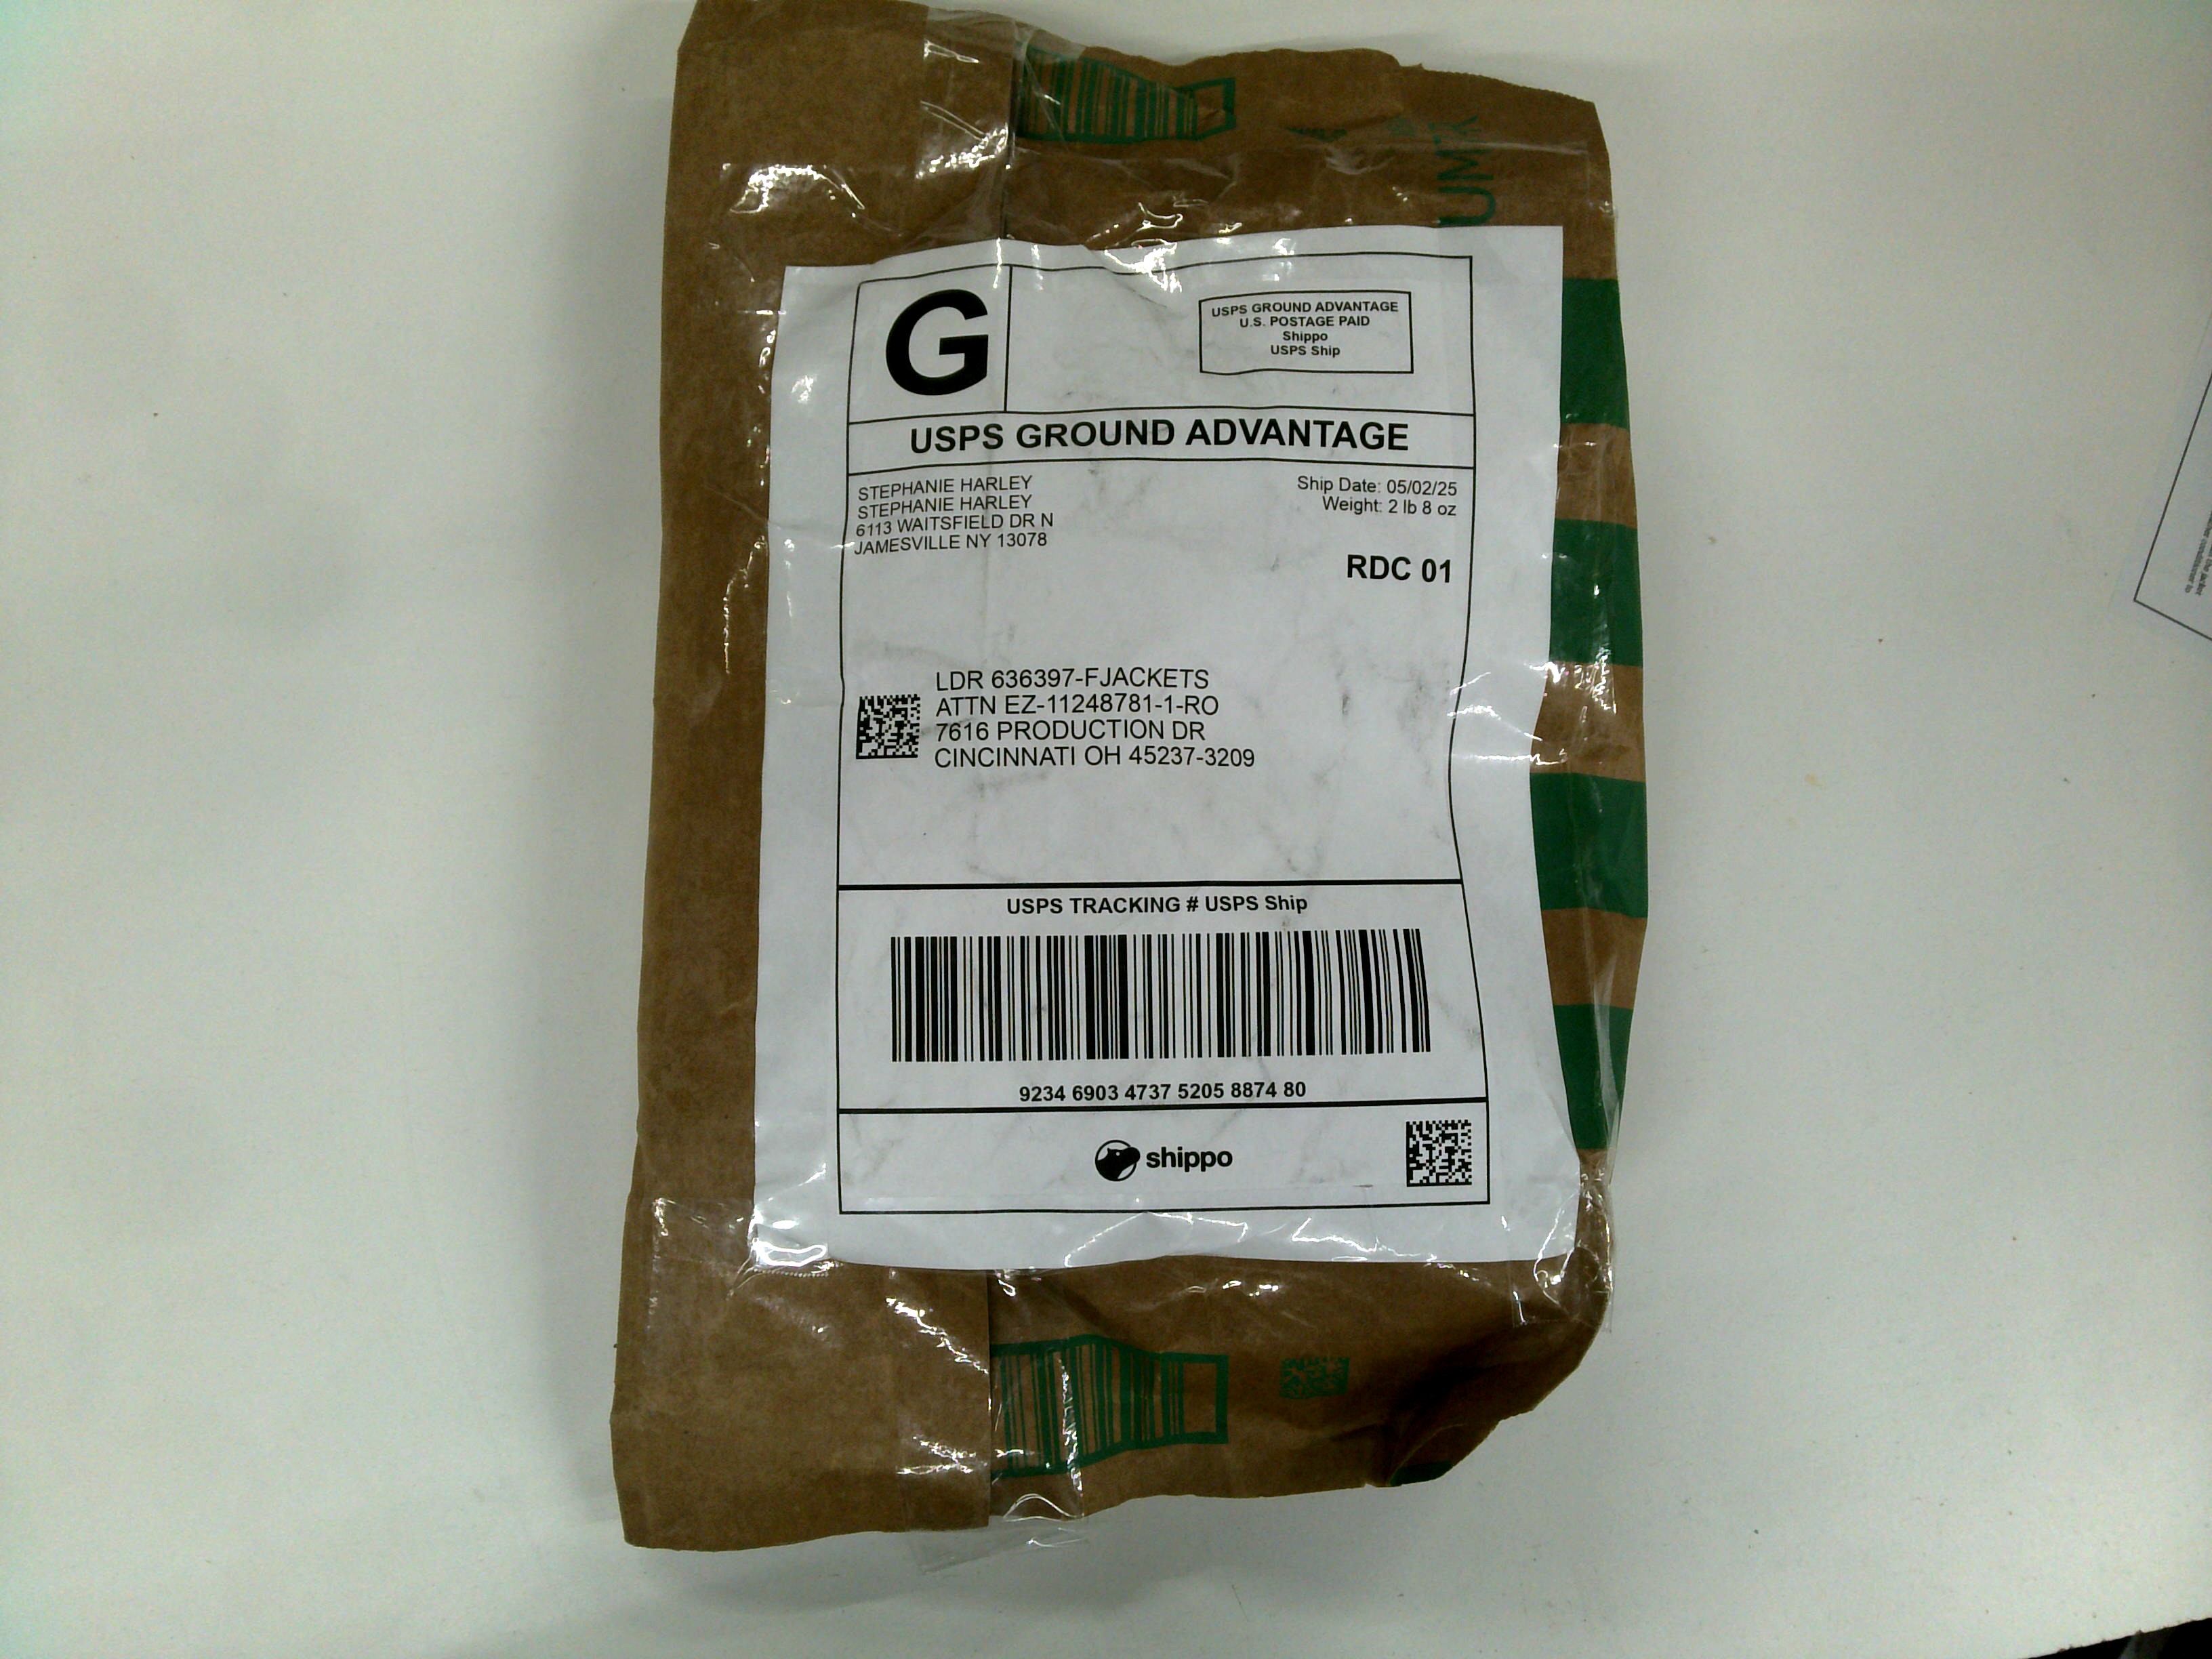 UMR
G
USPS GROUND ADVANTAGE
U.S. POSTAGE PAID
Shippo
USPS Ship
USPS GROUND ADVANTAGE
STEPHANIE HARLEY
STEPHANIE HARLEY
6113 WAITSFIELD DR N
JAMESVILLE NY 13078
Ship Date: 05/02/25
Weight: 2 lb 8 oz
RDC 01
LDR 636397-FJACKETS
ATTN EZ-11248781-1-RO
7616 PRODUCTION DR
CINCINNATI OH 45237-3209
USPS TRACKING # USPS Ship
9234 6903 4737 5205 8874 80
shippo